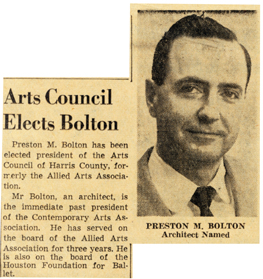 Arts Council
Elects Bolton
Preston M. Bolton has
been elected president of the Arts
Council of Harris County, for-
merly the Allied Arts Associa-
tion.
Mr Bolton, an architect, is
the immediate past president
of the Contemporary Arts As-
sociation. He has served on
the board of the Allied Arts
Association for three years. He
is also on the board of the
Houston Foundation for Bal-
let.
PRESTON M. BOLTON
Architect Named